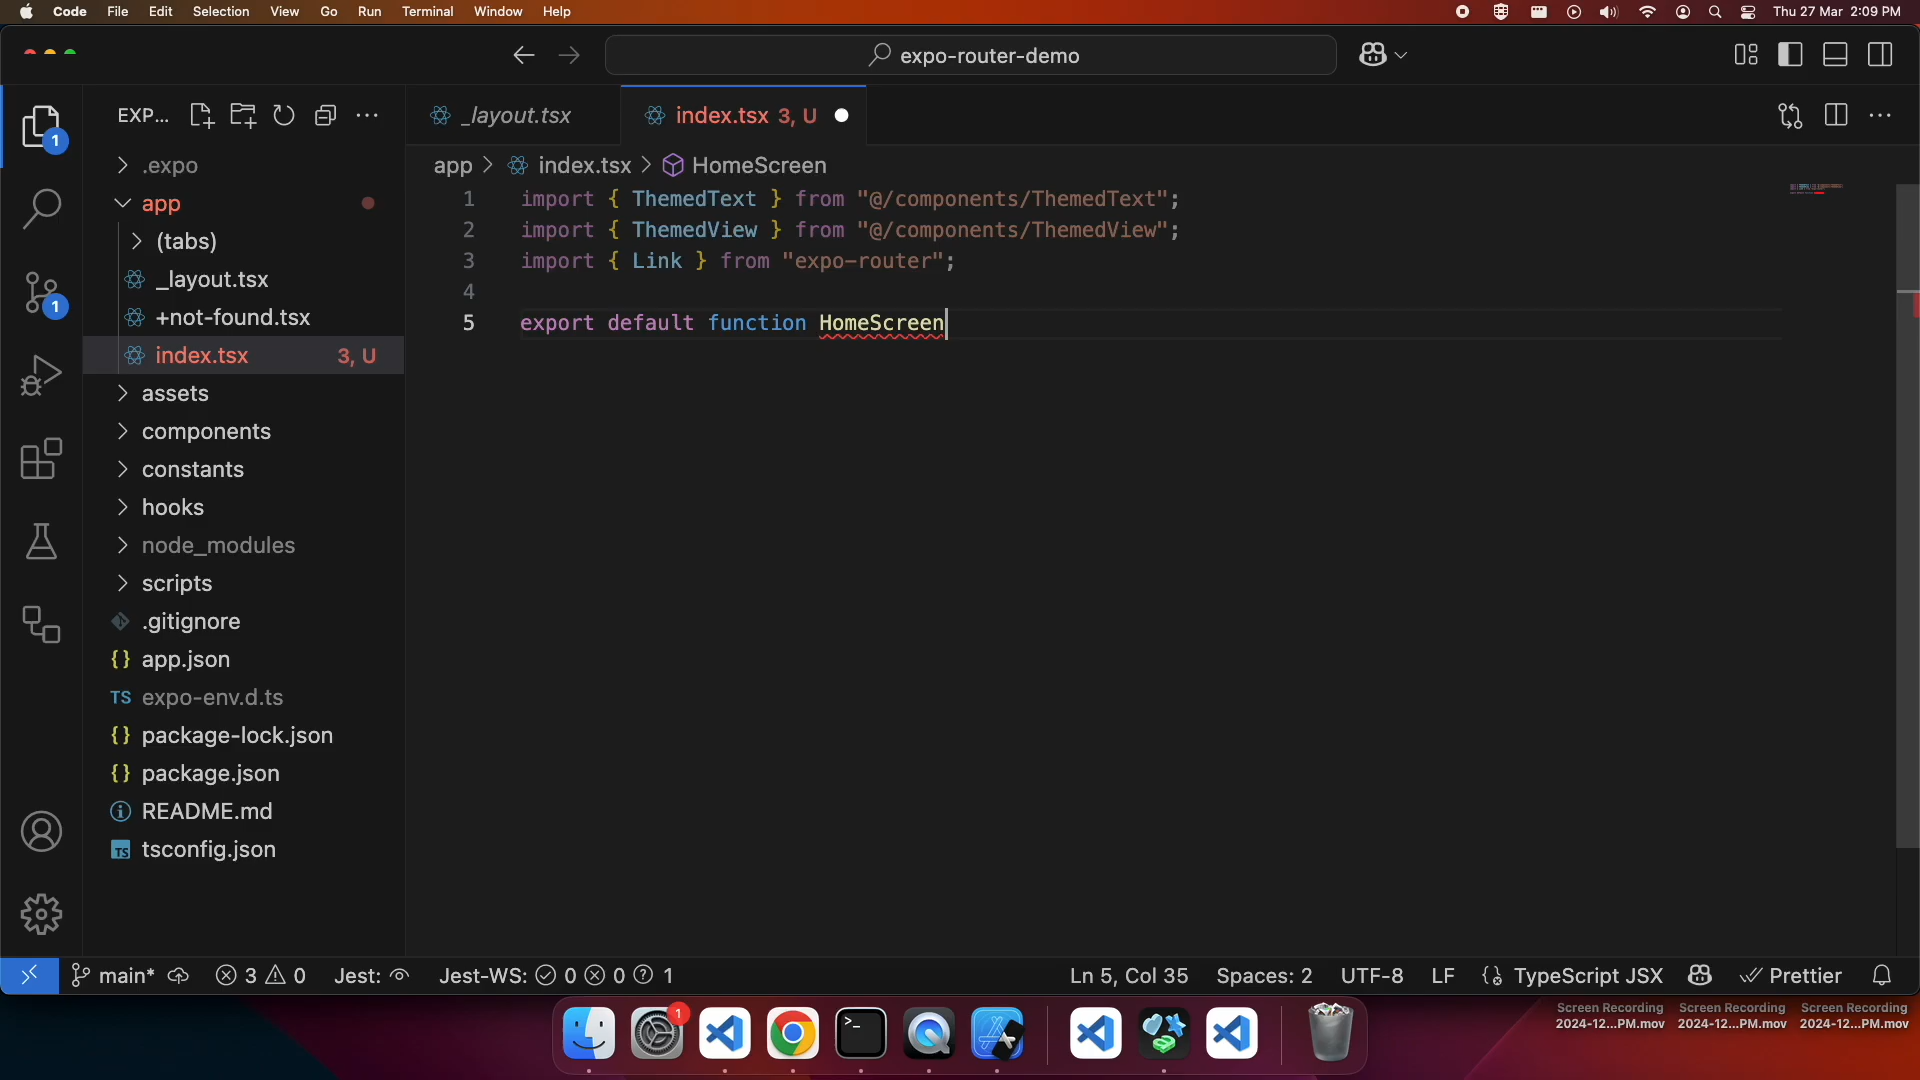 Code File Edit Selection View Go Run Terminal Window Help Thu 27 Mar 2:09 PM
expo-router-demo
EXP...
_layout.tsx
index.tsx 3, U
app > index.tsx > HomeScreen
.expo
app
(tabs)
_layout.tsx
+not-found.tsx
index.tsx 3, U
assets
components
constants
hooks
node_modules
scripts
.gitignore
{} app.json
TS expo-env.d.ts
{} package-lock.json
{} package.json
README.md
TS tsconfig.json
1
1
1 import { ThemedText } from "@/components/ThemedText";
2 import { ThemedView } from "@/components/ThemedView";
3 import { Link } from "expo-router";
4
5 export default function HomeScreen
main* 3 0 Jest: Jest-WS: 0 0 1 Ln 5, Col 35 Spaces: 2 UTF-8 LF TypeScript JSX Prettier
1
Screen Recording
2024-12...PM.mov
Screen Recording
2024-12...PM.mov
Screen Recording
2024-12...PM.mov